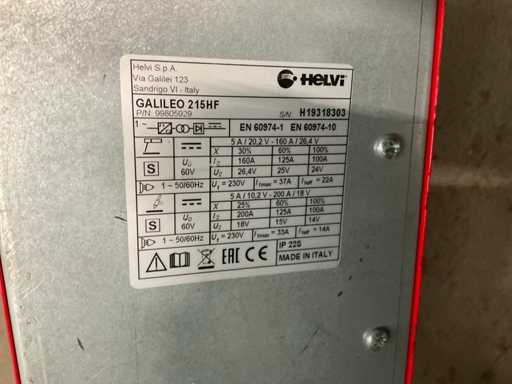 Helvi S.p.A.
Via Galilei 123
Sandrigo VI - Italy
HELVI
GALILEO 215HF
P/N: 99805929
S/N: H19318303
1 ~
EN 60974-1 EN 60974-10
5 A / 20,2 V - 160 A / 26,4 V
X 30% 60% 100%
S U0 I2 160A 125A 100A
60V U2 26,4V 25V 24V
1 ~ 50/60Hz U1 = 230V I1max = 37A I1eff = 22A
5 A / 10,2 V - 200 A / 18 V
X 25% 60% 100%
S U0 I2 200A 125A 100A
60V U2 18V 15V 14V
1 ~ 50/60Hz U1 = 230V I1max = 33A I1eff = 14A
EAC CE
IP 22S
MADE IN ITALY